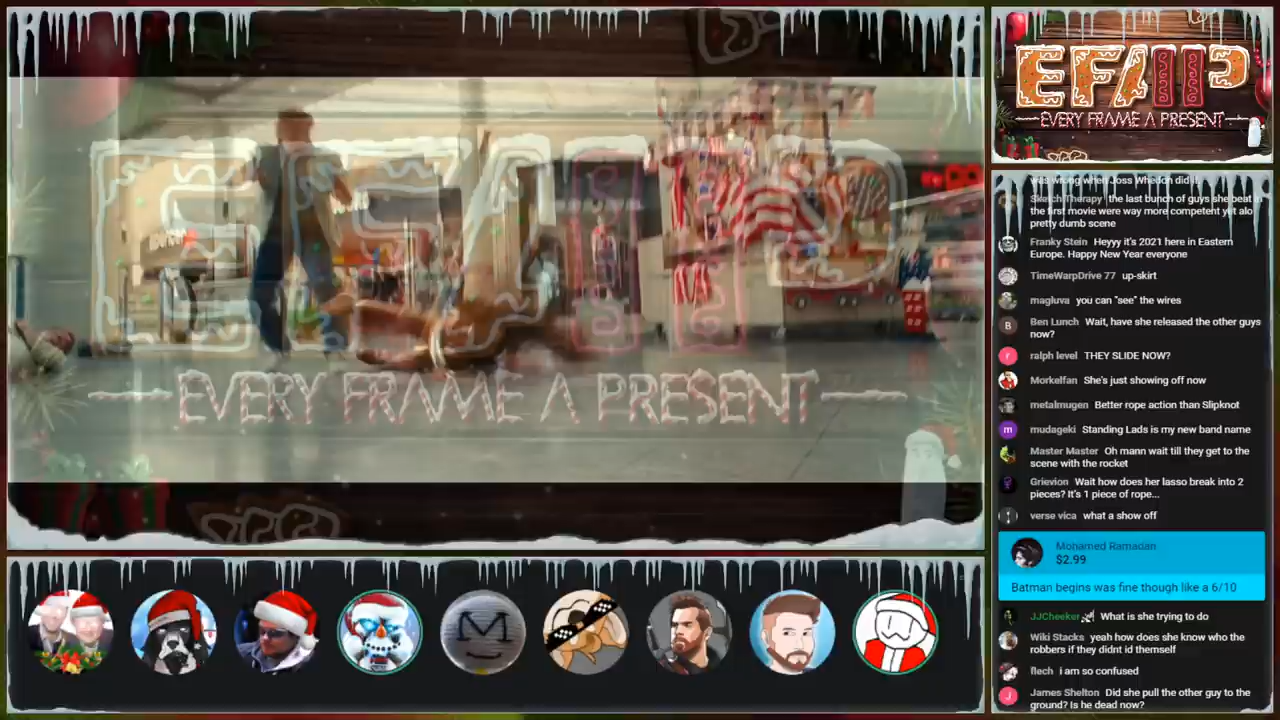 EFAP
EVERY FRAME A PRESENT
EFAP
EVERY FRAME A PRESENT
was wrong when Joss Whedon did it.
Sketch Therapy the last bunch of guys she beat in
the first movie were way more competent yet alo
pretty dumb scene
Franky Stein Heyyy it's 2021 here in Eastern
Europe. Happy New Year everyone
TimeWarpDrive 77 up-skirt
magluva you can "see" the wires
B Ben Lunch Wait, have she released the other guys
now?
r ralph level THEY SLIDE NOW?
Morkelfan She's just showing off now
metalmugen Better rope action than Slipknot
m mudageki Standing Lads is my new band name
Master Master Oh mann wait till they get to the
scene with the rocket
Grievion Wait how does her lasso break into 2
pieces? It's 1 piece of rope...
verse vica what a show off
Mohamed Ramadan
$2.99
Batman begins was fine though like a 6/10
JJCheeker What is she trying to do
Wiki Stacks yeah how does she know who the
robbers if they didnt id themself
flech i am so confused
J James Shelton Did she pull the other guy to the
ground? Is he dead now?
M